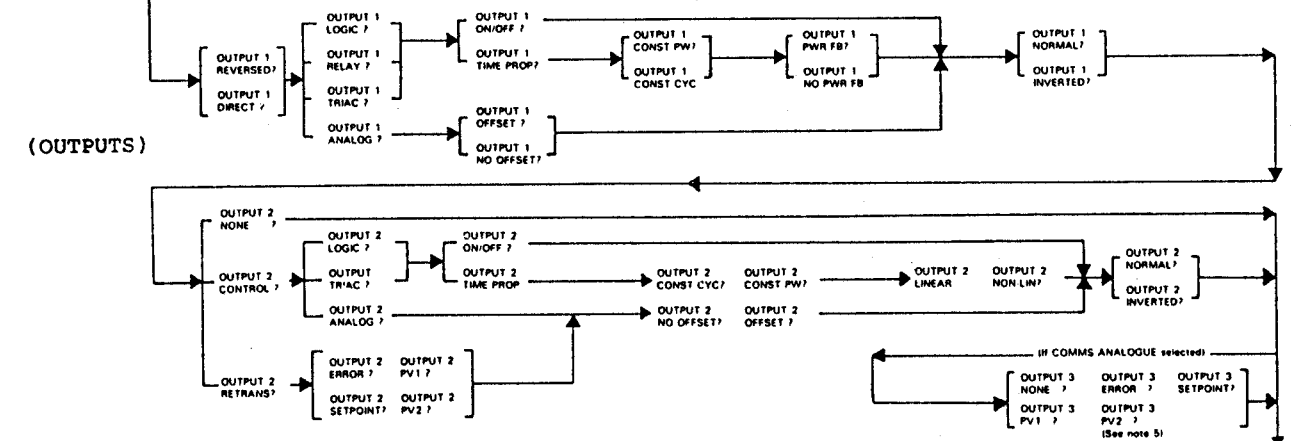 OUTPUT 1
REVERSED?
OUTPUT 1
DIRECT ?
OUTPUT 1
LOGIC ?
OUTPUT 1
RELAY ?
OUTPUT 1
TRIAC ?
OUTPUT 1
ANALOG ?
OUTPUT 1
ON/OFF ?
OUTPUT 1
TIME PROP?
OUTPUT 1
OFFSET ?
OUTPUT 1
NO OFFSET?
OUTPUT 1
CONST PW?
OUTPUT 1
CONST CYC
OUTPUT 1
PWR FB?
OUTPUT 1
NO PWR FB
OUTPUT 1
NORMAL?
OUTPUT 1
INVERTED?
(OUTPUTS)
OUTPUT 2
NONE ?
OUTPUT 2
CONTROL ?
OUTPUT 2
RETRANS?
OUTPUT 2
LOGIC ?
OUTPUT
TRIAC ?
OUTPUT 2
ANALOG ?
OUTPUT 2
ON/OFF ?
OUTPUT 2
TIME PROP
OUTPUT 2
CONST CYC?
OUTPUT 2
CONST PW?
OUTPUT 2
LINEAR
OUTPUT 2
NON-LIN?
OUTPUT 2
NO OFFSET?
OUTPUT 2
OFFSET ?
OUTPUT 2
NORMAL?
OUTPUT 2
INVERTED?
OUTPUT 2
ERROR ?
OUTPUT 2
PV1 ?
OUTPUT 2
SETPOINT?
OUTPUT 2
PV2 ?
(If COMMS ANALOGUE selected)
OUTPUT 3
NONE ?
OUTPUT 3
ERROR ?
OUTPUT 3
SETPOINT?
OUTPUT 3
PV1 ?
OUTPUT 3
PV2 ?
(See note 5)